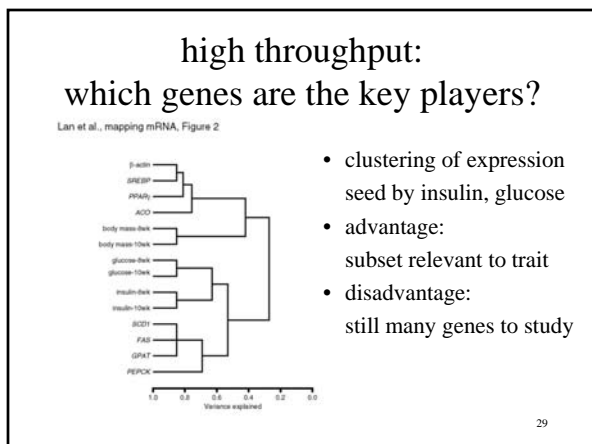 high throughput:
which genes are the key players?
Lan et al., mapping mRNA, Figure 2
β-actin
SREBP
PPARγ
ACO
body mass-8wk
body mass-10wk
glucose-8wk
glucose-10wk
insulin-8wk
insulin-10wk
SCD1
FAS
GPAT
PEPCK
1.0 0.8 0.6 0.4 0.2 0.0
Variance explained
• clustering of expression
seed by insulin, glucose
• advantage:
subset relevant to trait
• disadvantage:
still many genes to study
29